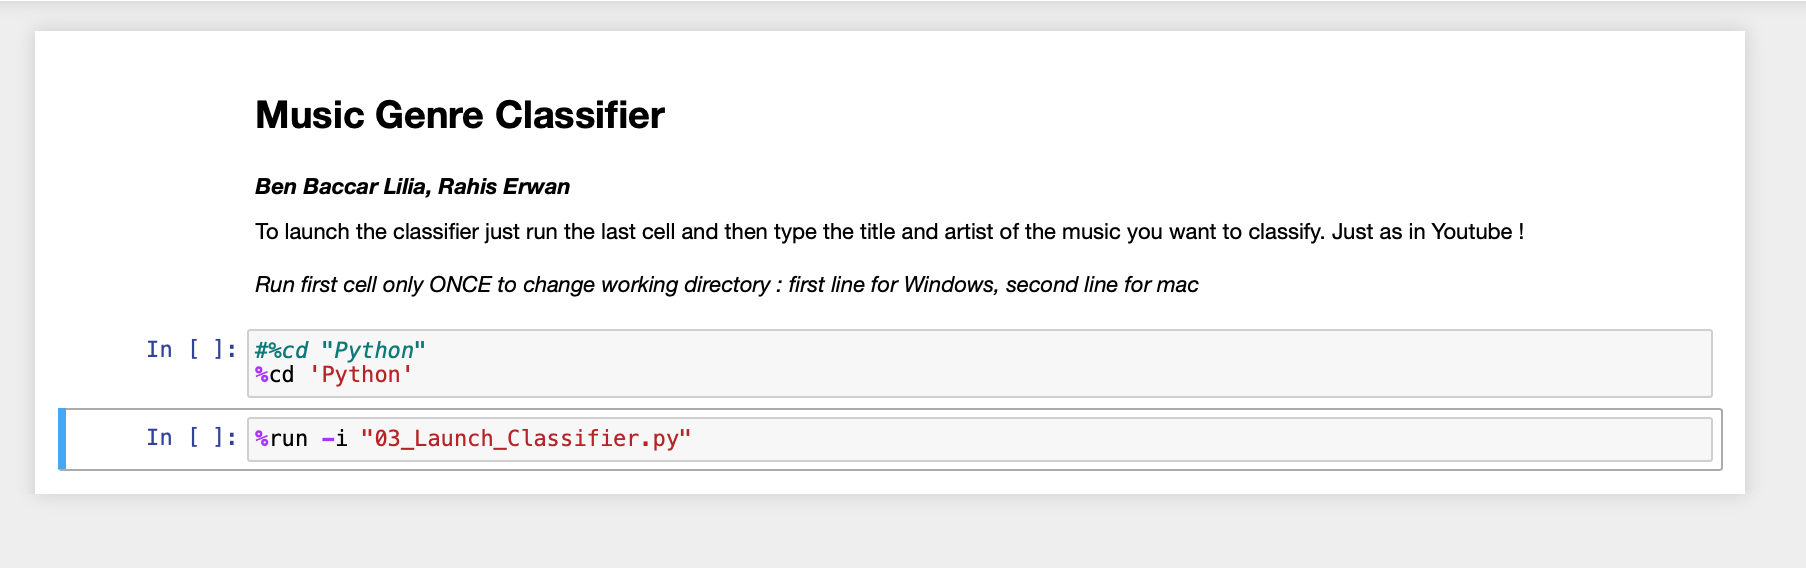 Music Genre Classifier
Ben Baccar Lilia, Rahis Erwan
To launch the classifier just run the last cell and then type the title and artist of the music you want to classify. Just as in Youtube !
Run first cell only ONCE to change working directory : first line for Windows, second line for mac
In [ ]: #%cd "Python"
%cd 'Python'
In [ ]: %run -i "03_Launch_Classifier.py"